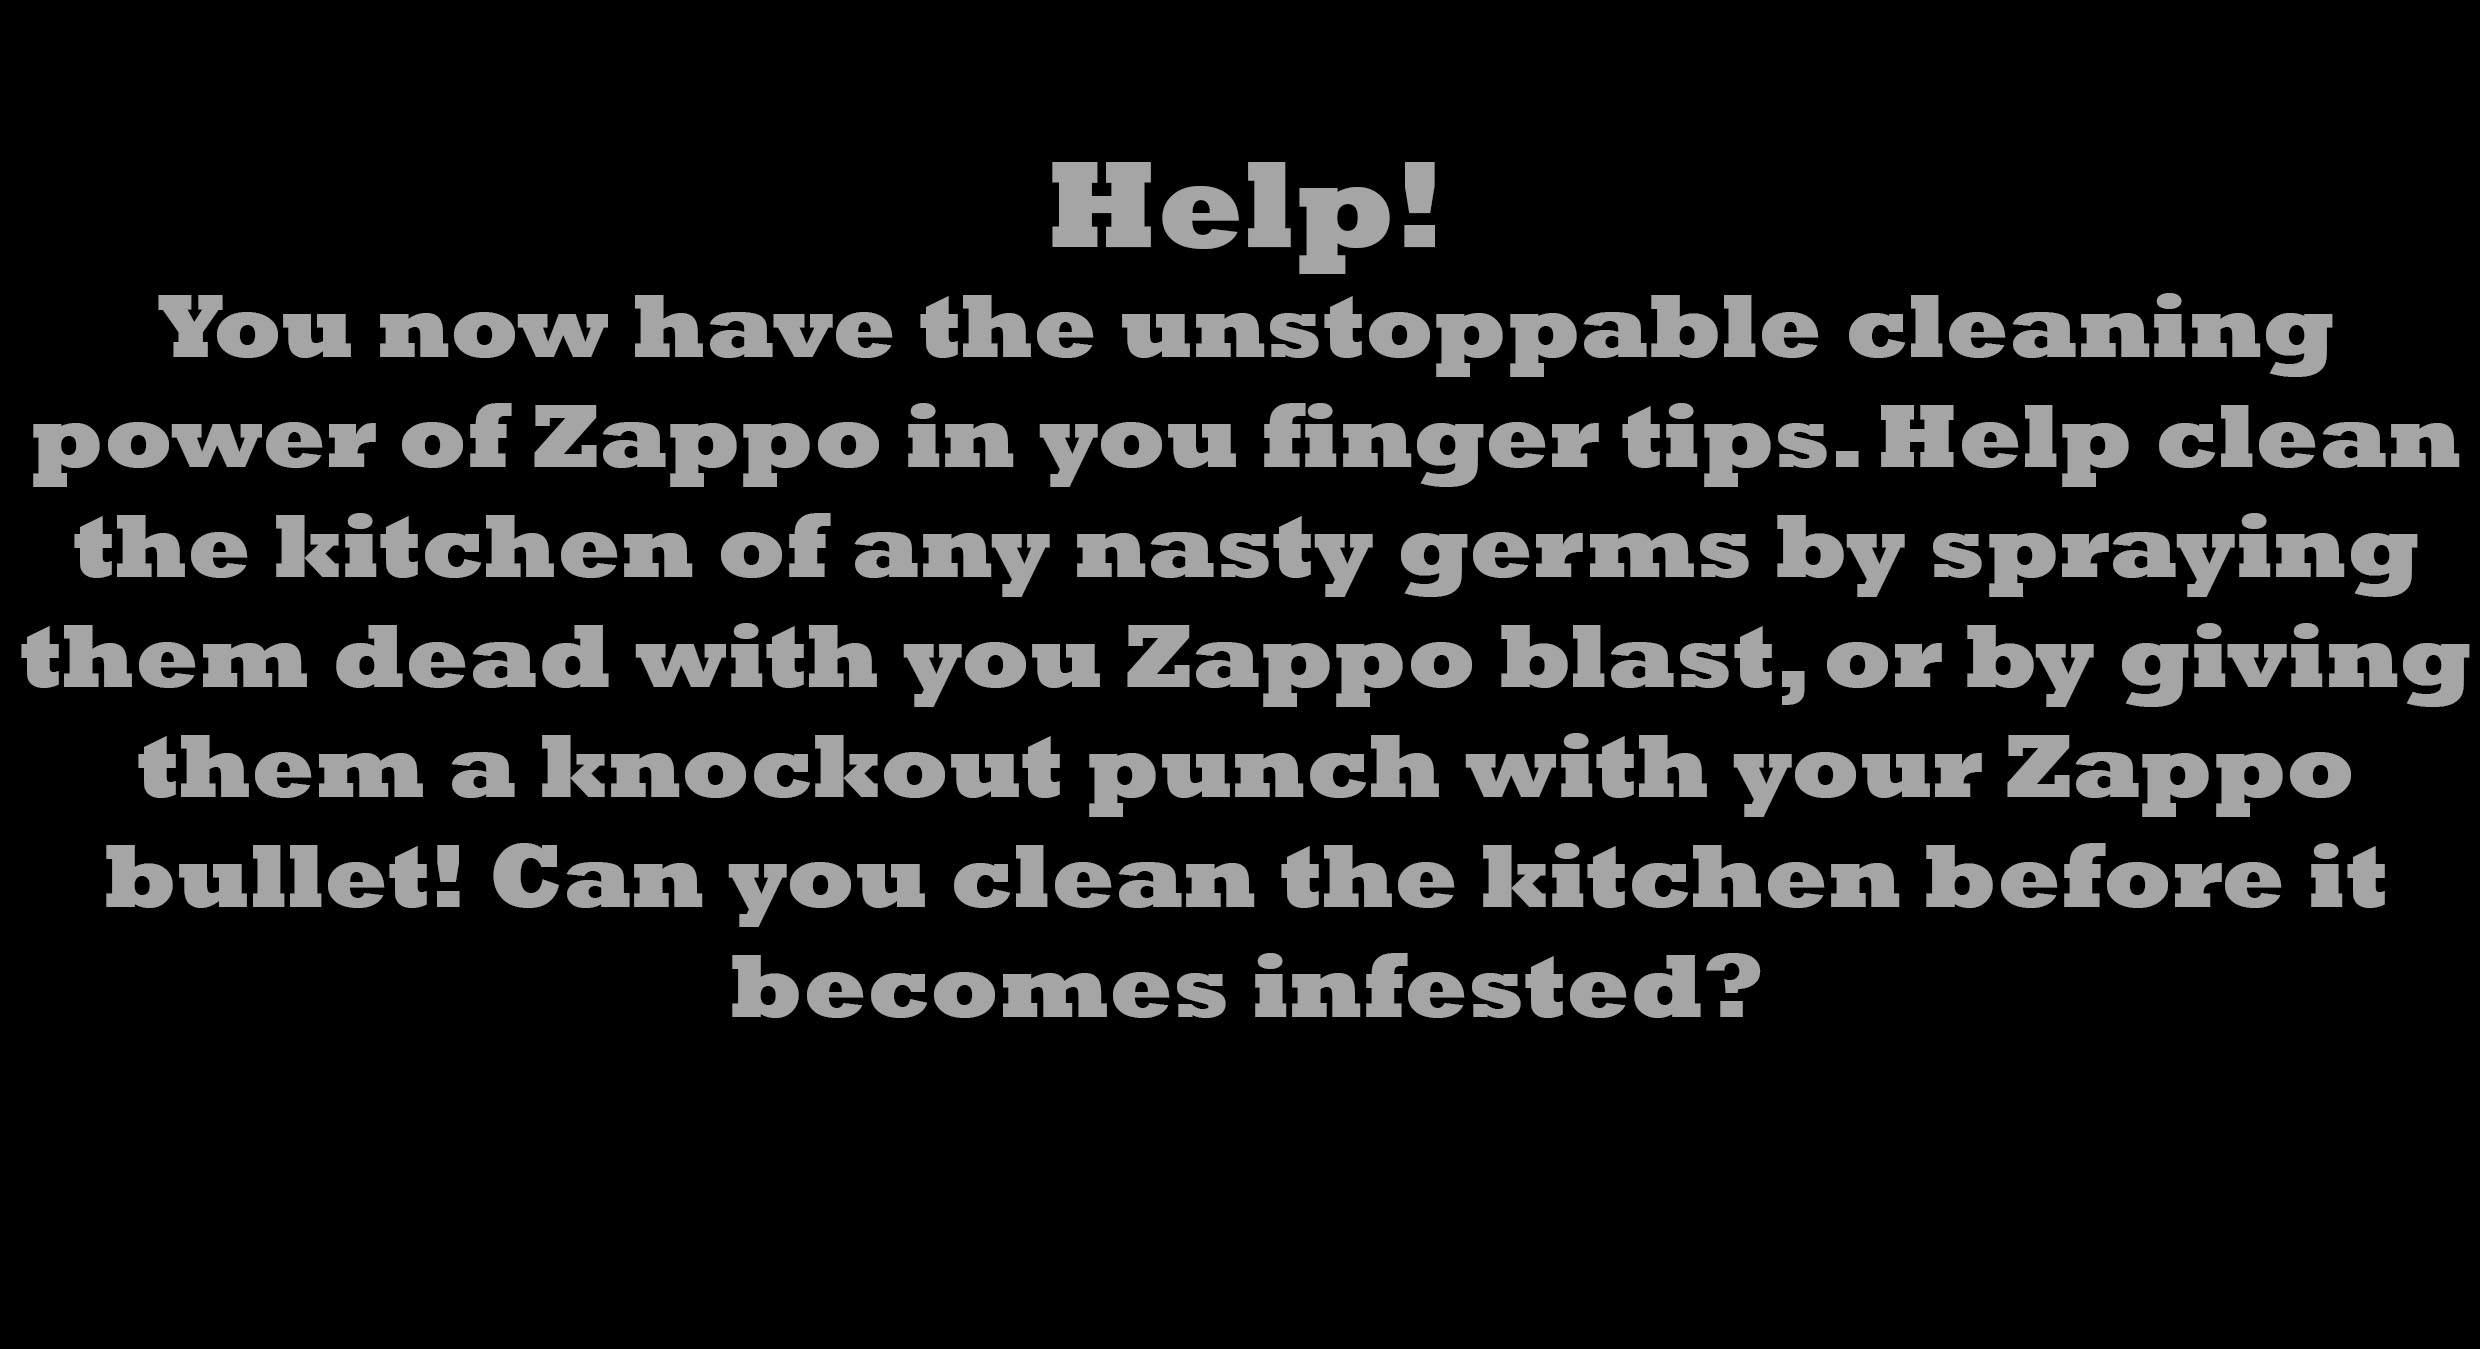 Help!
You now have the unstoppable cleaning
power of Zappo in you finger tips. Help clean
the kitchen of any nasty germs by spraying
them dead with you Zappo blast, or by giving
them a knockout punch with your Zappo
bullet! Can you clean the kitchen before it
becomes infested?